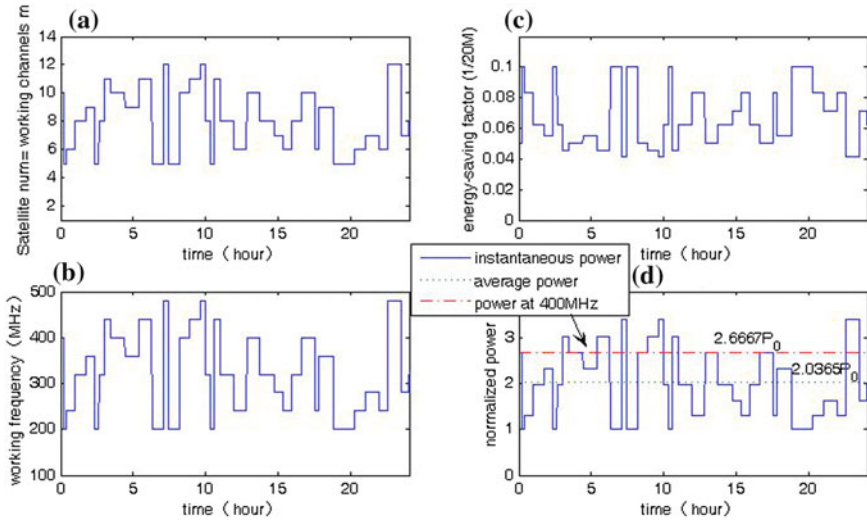 (a)
Satellite num= working channels m
14
12
10
8
6
4
2
0
5
10
15
20
time（hour）
(c)
energy-saving factor (1/20M)
0.1
0.08
0.06
0.04
0.02
0
0
5
10
15
20
time（hour）
(b)
working frequency（MHz）
500
400
300
200
100
0
5
10
15
20
time（hour）
instantaneous power
average power
power at 400MHz
(d)
normalized power
3
2
1
0
2.6667P0
2.0365P0
0
5
10
15
20
time（hour）